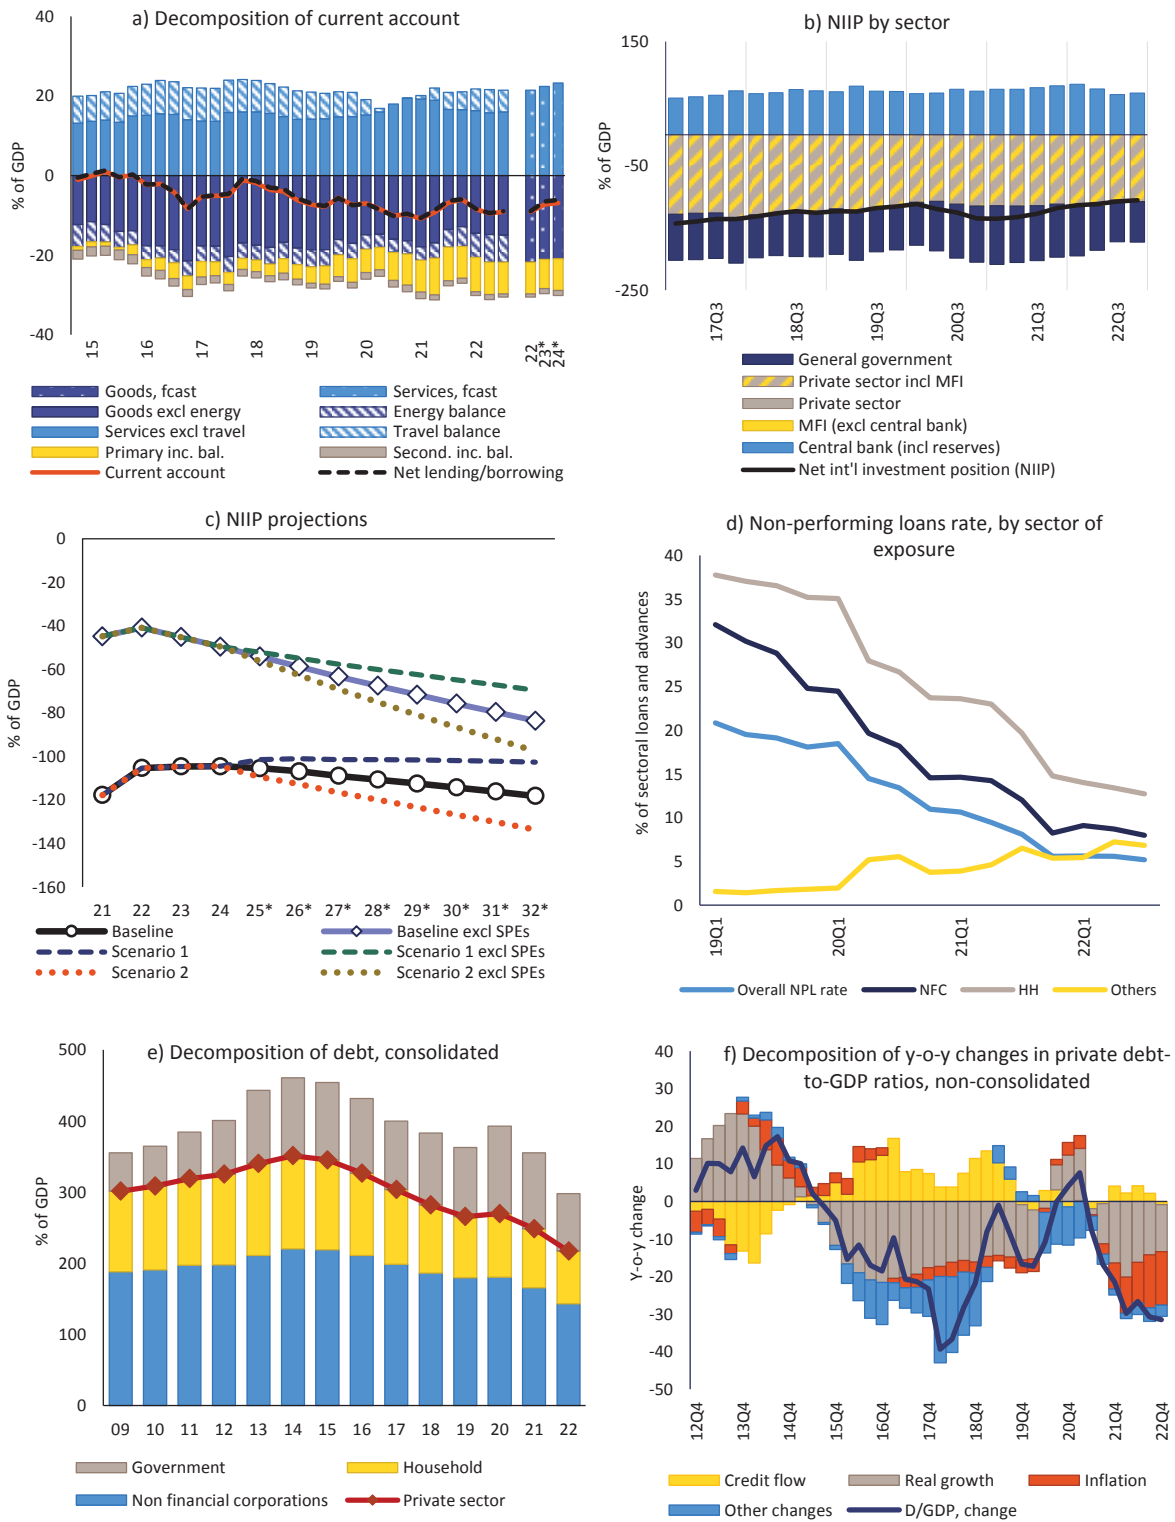 a) Decomposition of current account
40
20
0
-20
-40
% of GDP
15
16
17
18
19
20
21
22
22
23*
24*
Goods, fcast
Services, fcast
Goods excl energy
Energy balance
Services excl travel
Travel balance
Primary inc. bal.
Second. inc. bal.
Current account
Net lending/borrowing
b) NIIP by sector
150
-50
-250
% of GDP
17Q3
18Q3
19Q3
20Q3
21Q3
22Q3
General government
Private sector incl MFI
Private sector
MFI (excl central bank)
Central bank (incl reserves)
Net int'l investment position (NIIP)
c) NIIP projections
0
-20
-40
-60
-80
-100
-120
-140
-160
% of GDP
21
22
23
24
25*
26*
27*
28*
29*
30*
31*
32*
Baseline
Baseline excl SPEs
Scenario 1
Scenario 1 excl SPEs
Scenario 2
Scenario 2 excl SPEs
d) Non-performing loans rate, by sector of
exposure
40
35
30
25
20
15
10
5
0
% of sectoral loans and advances
19Q1
20Q1
21Q1
22Q1
Overall NPL rate
NFC
HH
Others
e) Decomposition of debt, consolidated
500
400
300
200
100
0
% of GDP
09
10
11
12
13
14
15
16
17
18
19
20
21
22
Government
Household
Non financial corporations
Private sector
f) Decomposition of y-o-y changes in private debt-
to-GDP ratios, non-consolidated
40
30
20
10
0
-10
-20
-30
-40
-50
Y-o-y change
12Q4
13Q4
14Q4
15Q4
16Q4
17Q4
18Q4
19Q4
20Q4
21Q4
22Q4
Credit flow
Real growth
Inflation
Other changes
D/GDP, change